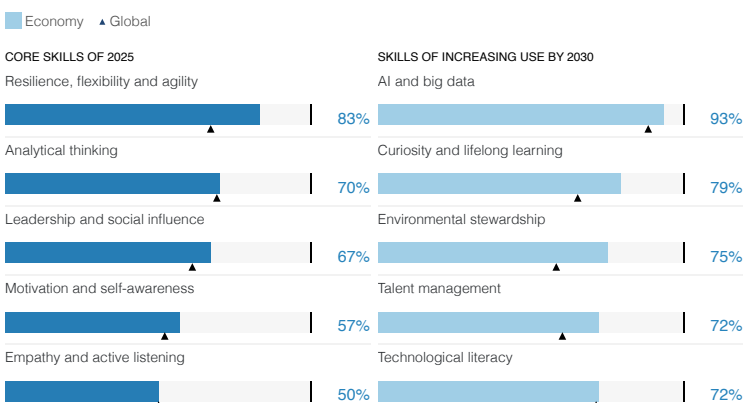 Economy
Global
CORE SKILLS OF 2025
Resilience, flexibility and agility
83%
Analytical thinking
70%
Leadership and social influence
67%
Motivation and self-awareness
57%
Empathy and active listening
50%
SKILLS OF INCREASING USE BY 2030
AI and big data
93%
Curiosity and lifelong learning
79%
Environmental stewardship
75%
Talent management
72%
Technological literacy
72%